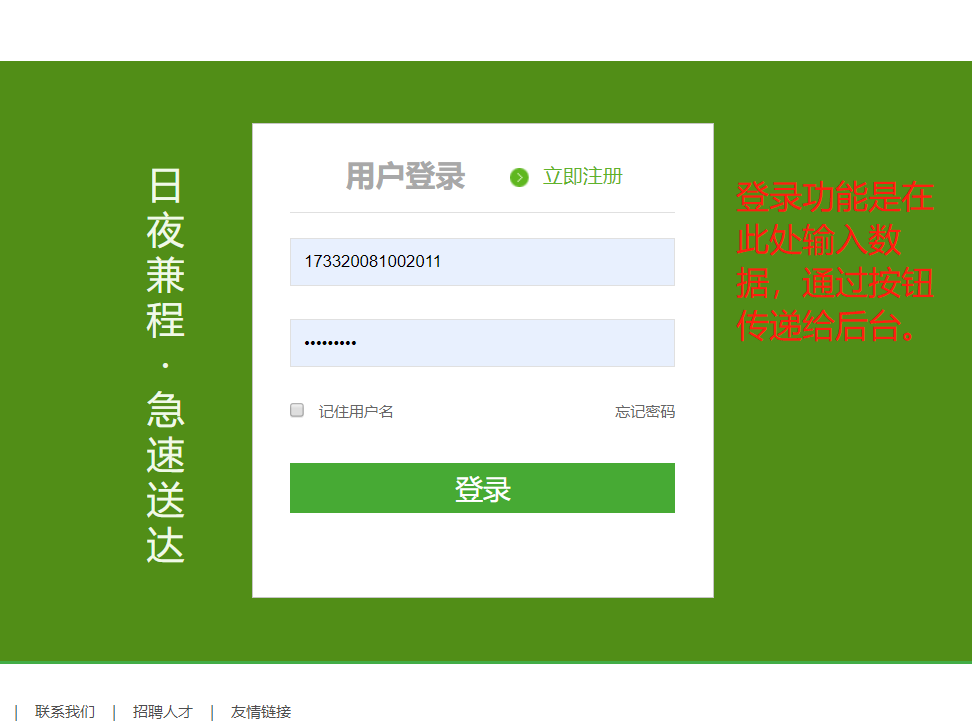 日夜兼程·急速送达
用户登录 立即注册
173320081002011
•••••••••
记住用户名 忘记密码
登录
登录功能是在
此处输入数
据，通过按钮
传递给后台。
| 联系我们 | 招聘人才 | 友情链接